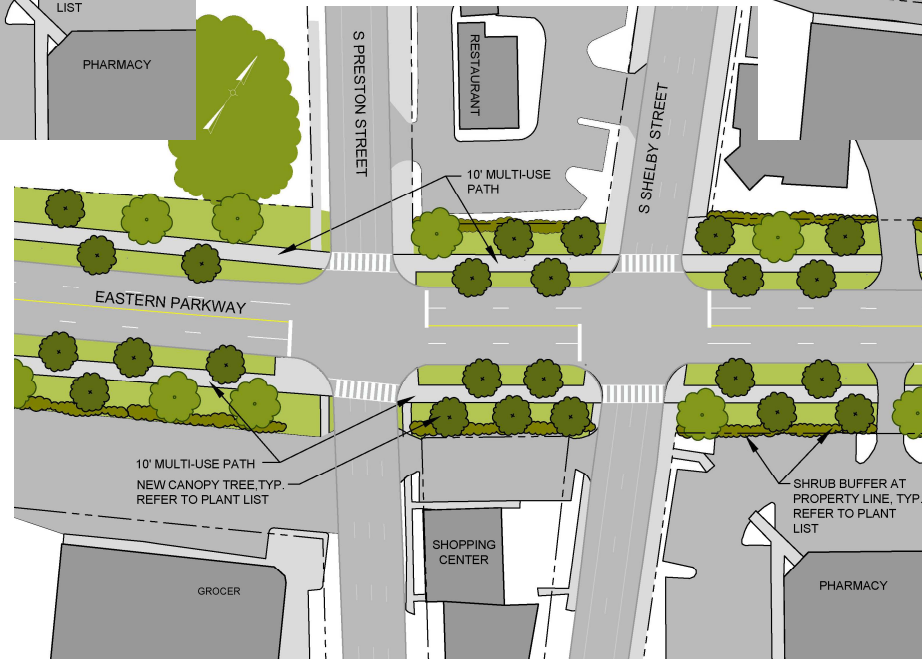 LIST
PHARMACY
RESTAURANT
S PRESTON STREET
S SHELBY STREET
10' MULTI-USE
PATH
EASTERN PARKWAY
10' MULTI-USE PATH
NEW CANOPY TREE,TYP.
REFER TO PLANT LIST
SHRUB BUFFER AT
PROPERTY LINE, TYP.
REFER TO PLANT
LIST
SHOPPING
CENTER
GROCER
PHARMACY